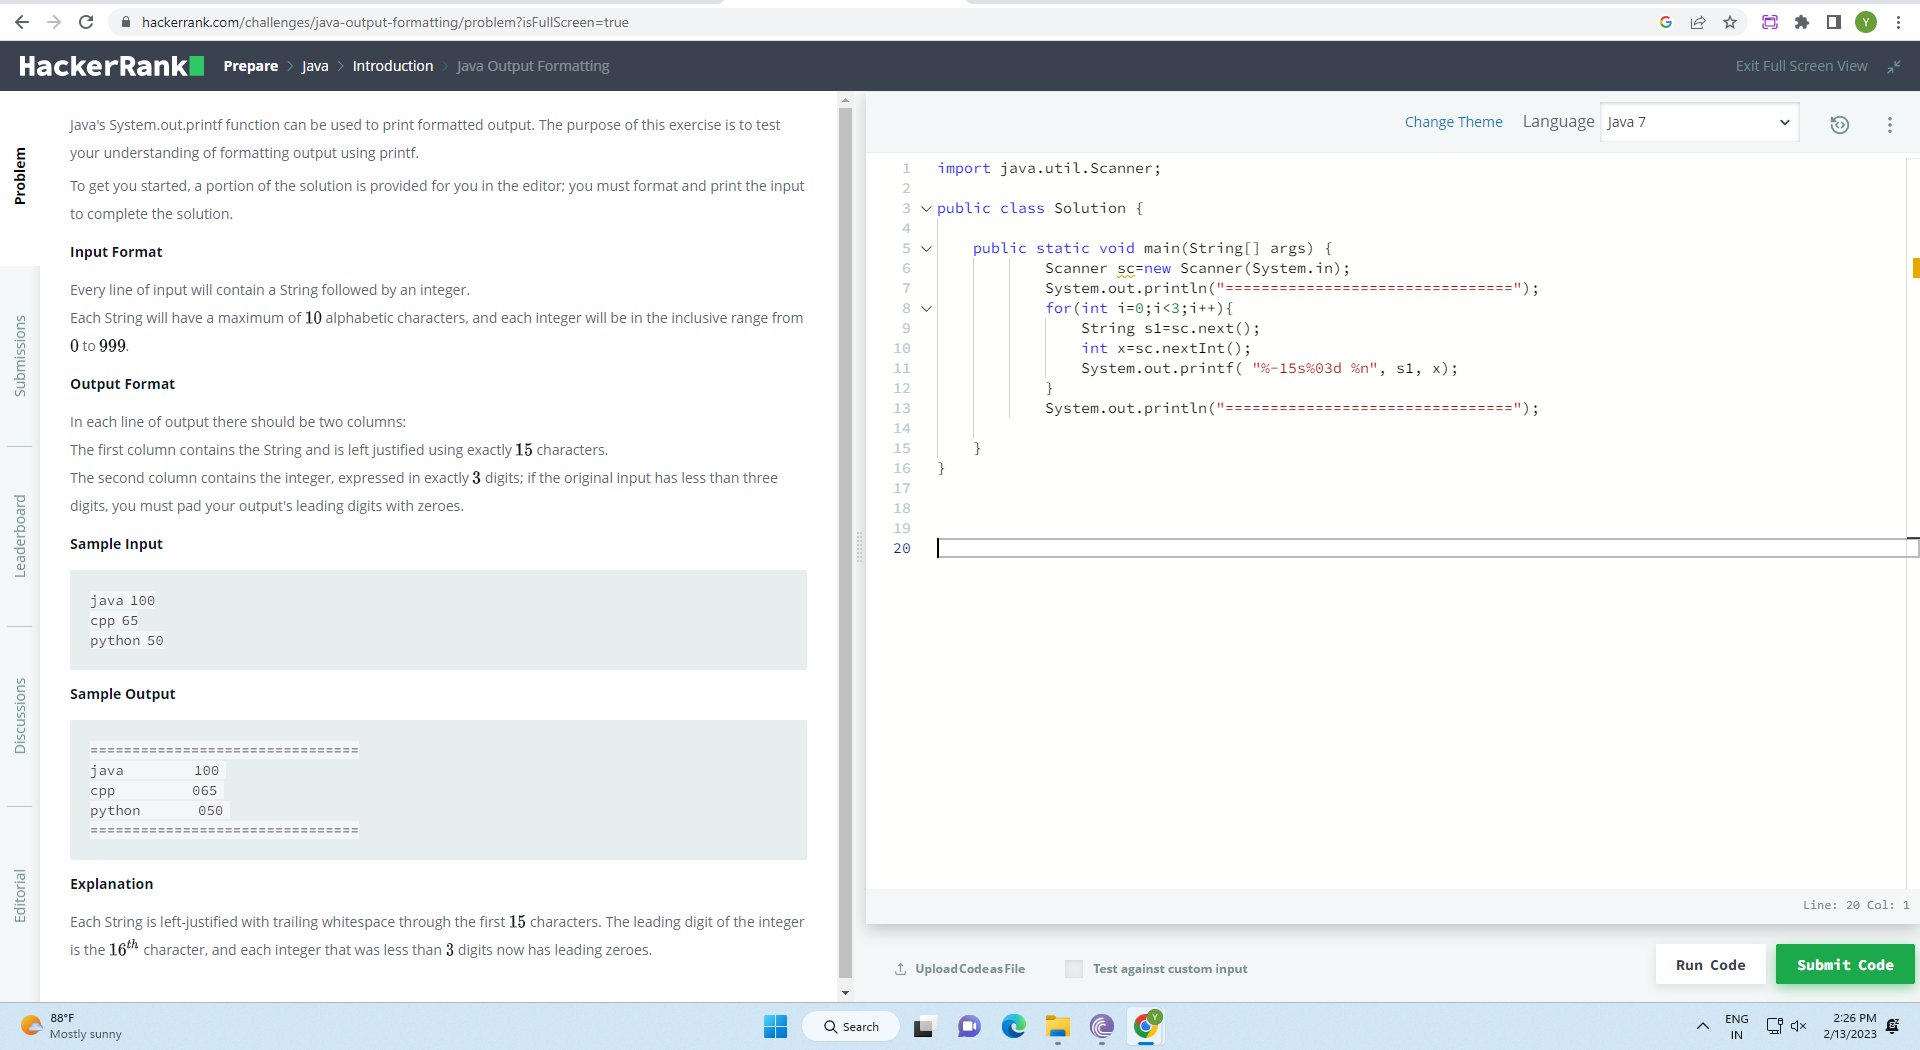 hackerrank.com/challenges/java-output-formatting/problem?isFullScreen=true
Y
HackerRank
Prepare > Java > Introduction > Java Output Formatting
Exit Full Screen View
Problem
Submissions
Leaderboard
Discussions
Editorial
Java's System.out.printf function can be used to print formatted output. The purpose of this exercise is to test
your understanding of formatting output using printf.
To get you started, a portion of the solution is provided for you in the editor; you must format and print the input
to complete the solution.
Input Format
Every line of input will contain a String followed by an integer.
Each String will have a maximum of 10 alphabetic characters, and each integer will be in the inclusive range from
0 to 999.
Output Format
In each line of output there should be two columns:
The first column contains the String and is left justified using exactly 15 characters.
The second column contains the integer, expressed in exactly 3 digits; if the original input has less than three
digits, you must pad your output's leading digits with zeroes.
Sample Input
java 100
cpp 65
python 50
Sample Output
================================
java           100
cpp            065
python         050
================================
Explanation
Each String is left-justified with trailing whitespace through the first 15 characters. The leading digit of the integer
is the 16th character, and each integer that was less than 3 digits now has leading zeroes.
Change Theme
Language
Java 7
1 import java.util.Scanner;
2
3 public class Solution {
4
5     public static void main(String[] args) {
6             Scanner sc=new Scanner(System.in);
7             System.out.println("================================");
8             for(int i=0;i<3;i++){
9                 String s1=sc.next();
10                 int x=sc.nextInt();
11                 System.out.printf( "%-15s%03d %n", s1, x);
12             }
13             System.out.println("================================");
14
15     }
16 }
17
18
19
20
Line: 20 Col: 1
Upload Code as File
Test against custom input
Run Code
Submit Code
88°F
Mostly sunny
Search
Y
ENG
IN
2:26 PM
2/13/2023